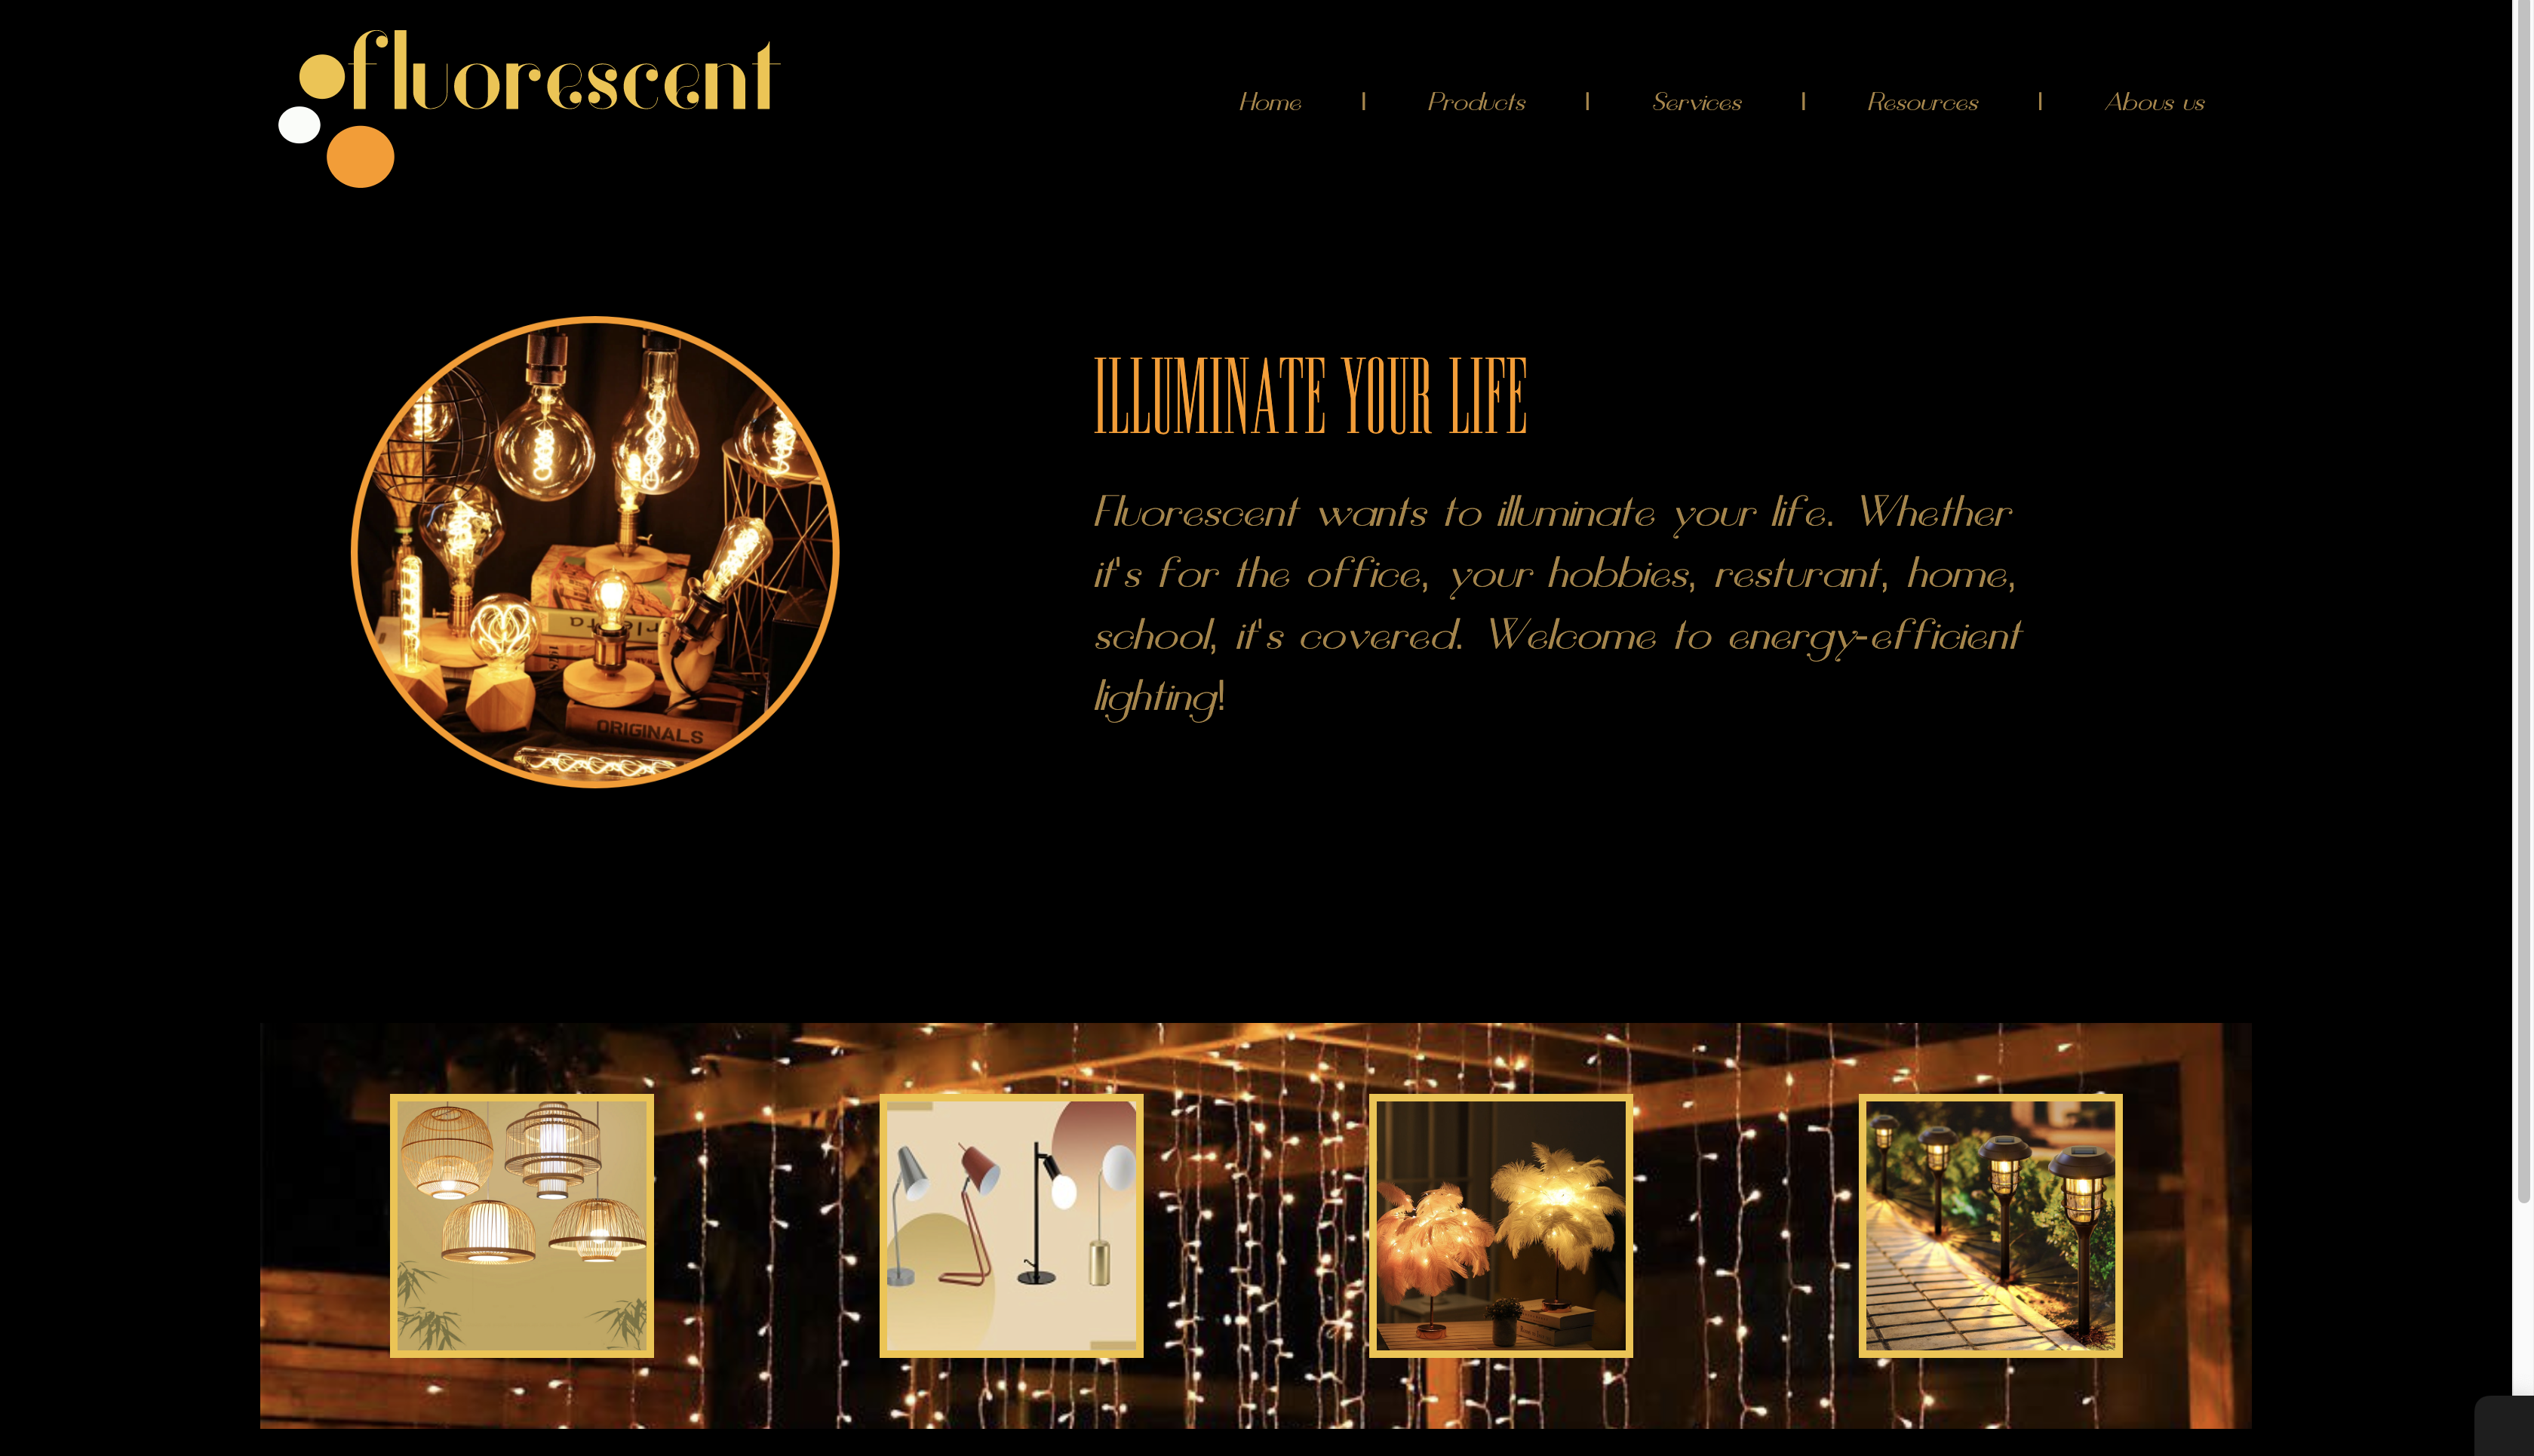 fluorescent
Home | Products | Services | Resources | Abous us
ILLUMINATE YOUR LIFE
Fluorescent wants to illuminate your life. Whether
it's for the office, your hobbies, resturant, home,
school, it's covered. Welcome to energy-efficient
lighting!
ORIGINALS